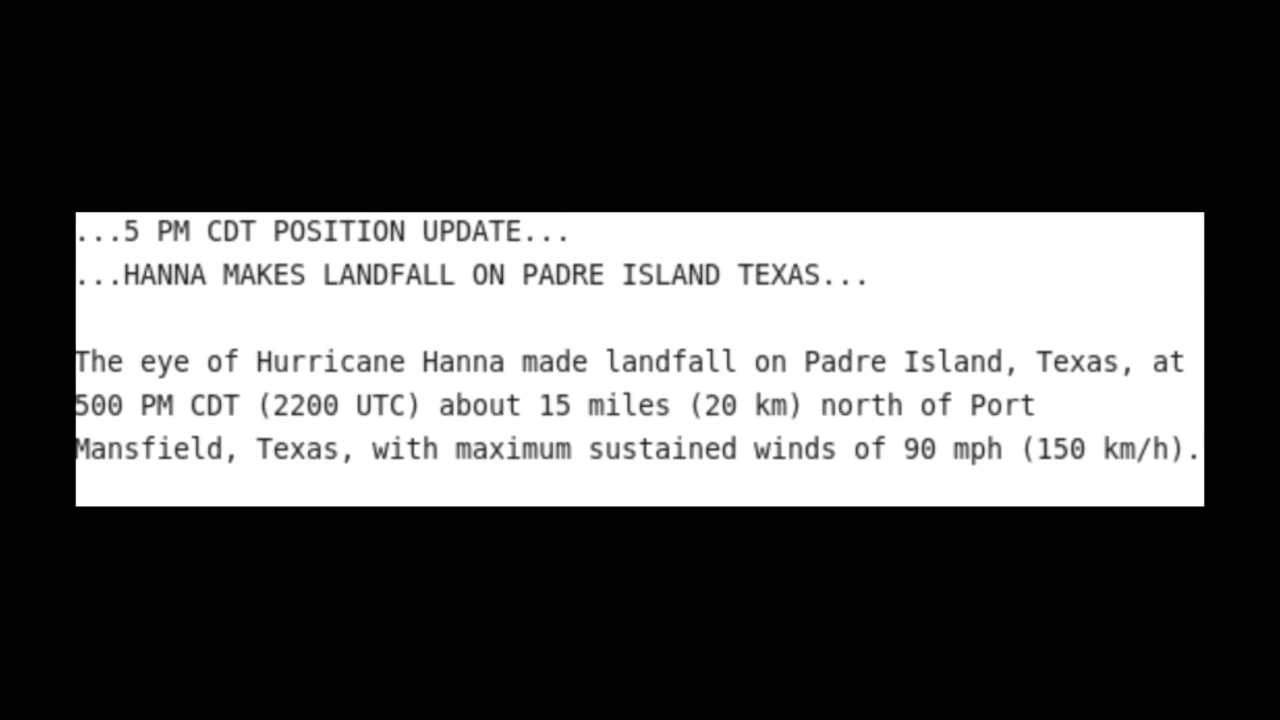 ...5 PM CDT POSITION UPDATE...
...HANNA MAKES LANDFALL ON PADRE ISLAND TEXAS...
The eye of Hurricane Hanna made landfall on Padre Island, Texas, at
500 PM CDT (2200 UTC) about 15 miles (20 km) north of Port
Mansfield, Texas, with maximum sustained winds of 90 mph (150 km/h).